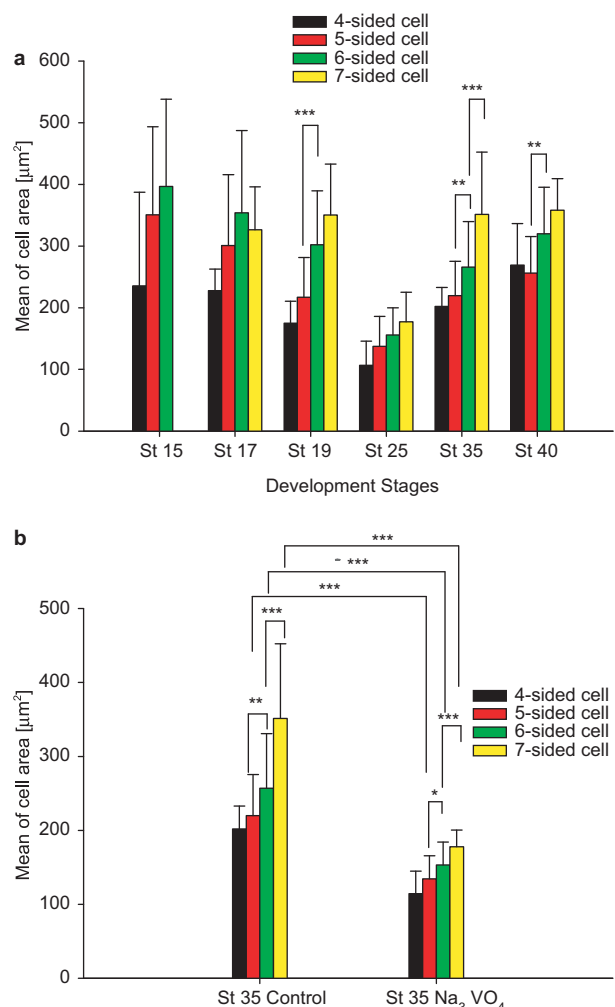 4-sided cell
5-sided cell
6-sided cell
7-sided cell
a
600
500
400
300
200
100
0
Mean of cell area [μm²]
***
***
**
**
St 15 St 17 St 19 St 25 St 35 St 40
Development Stages
b
***
***
***
500
400
300
200
100
0
Mean of cell area [μm²]
***
**
4-sided cell
5-sided cell
6-sided cell
7-sided cell
***
*
St 35 Control St 35 Na₃ VO₄